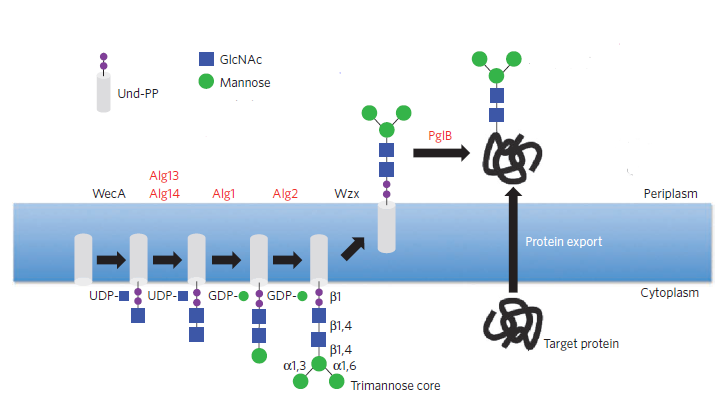 GlcNAc
Mannose
Und-PP
PglB
Alg13
WecA Alg14 Alg1 Alg2 Wzx
Periplasm
Protein export
Cytoplasm
UDP- UDP- GDP- GDP- β1
β1,4
β1,4
α1,3 α1,6
Trimannose core
Target protein